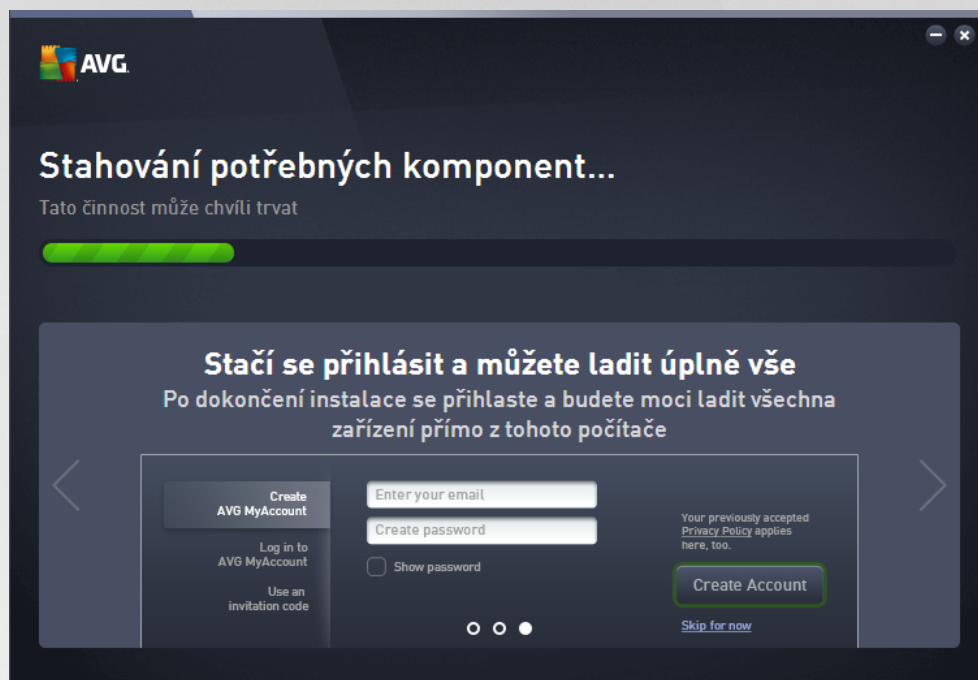 AVG
Stahování potřebných komponent...
Tato činnost může chvíli trvat
Stačí se přihlásit a můžete ladit úplně vše
Po dokončení instalace se přihlaste a budete moci ladit všechna
zařízení přímo z tohoto počítače
Create
AVG MyAccount
Log in to
AVG MyAccount
Use an
invitation code
Enter your email
Create password
Show password
Your previously accepted
Privacy Policy applies
here, too.
Create Account
Skip for now